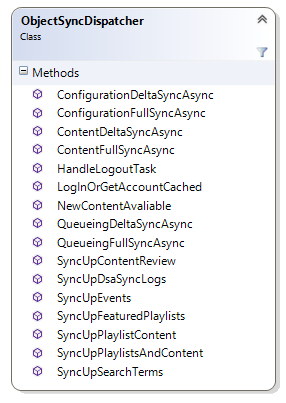 ObjectSyncDispatcher
Class
Methods
ConfigurationDeltaSyncAsync
ConfigurationFullSyncAsync
ContentDeltaSyncAsync
ContentFullSyncAsync
HandleLogoutTask
LogInOrGetAccountCached
NewContentAvaliable
QueueingDeltaSyncAsync
QueueingFullSyncAsync
SyncUpContentReview
SyncUpDsaSyncLogs
SyncUpEvents
SyncUpFeaturedPlaylists
SyncUpPlaylistContent
SyncUpPlaylistsAndContent
SyncUpSearchTerms